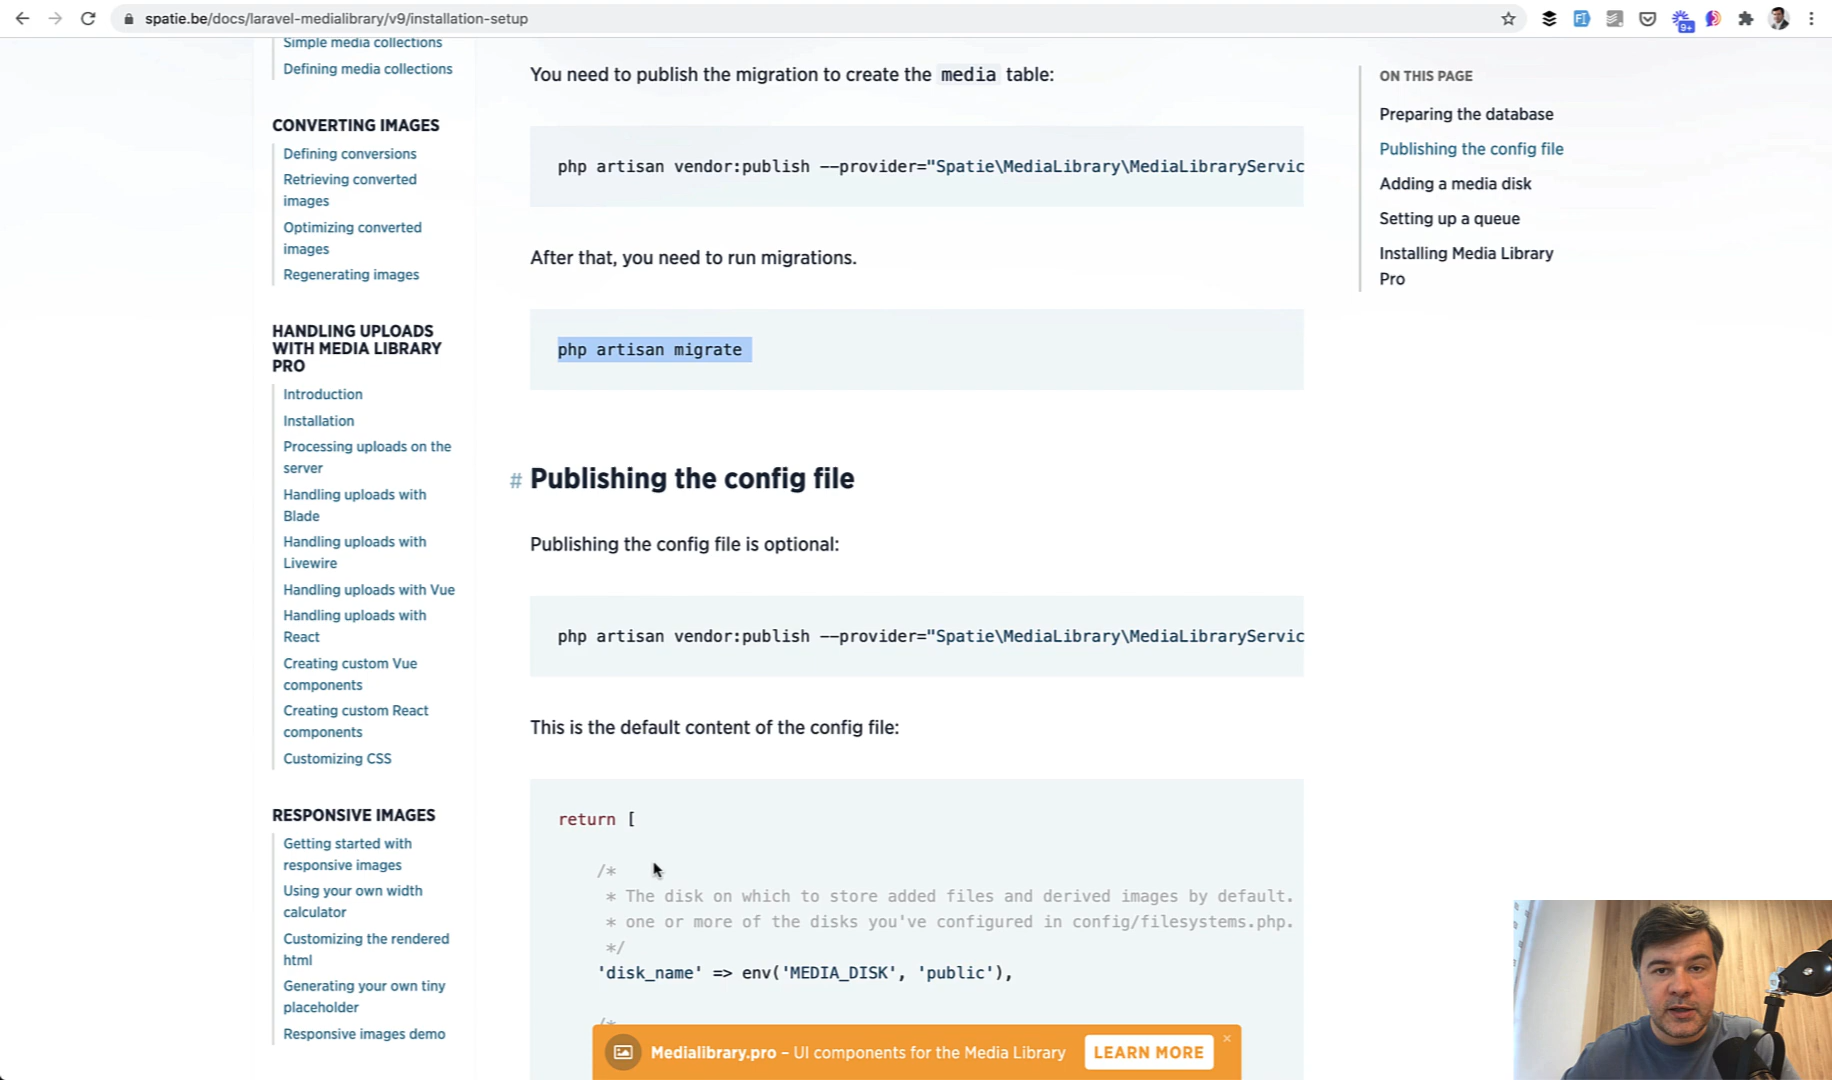 spatie.be/docs/laravel-medialibrary/v9/installation-setup
9+
Simple media collections
Defining media collections
CONVERTING IMAGES
Defining conversions
Retrieving converted
images
Optimizing converted
images
Regenerating images
HANDLING UPLOADS
WITH MEDIA LIBRARY
PRO
Introduction
Installation
Processing uploads on the
server
Handling uploads with
Blade
Handling uploads with
Livewire
Handling uploads with Vue
Handling uploads with
React
Creating custom Vue
components
Creating custom React
components
Customizing CSS
RESPONSIVE IMAGES
Getting started with
responsive images
Using your own width
calculator
Customizing the rendered
html
Generating your own tiny
placeholder
Responsive images demo
You need to publish the migration to create the media table:
php artisan vendor:publish --provider="Spatie\MediaLibrary\MediaLibraryServic
After that, you need to run migrations.
php artisan migrate
# Publishing the config file
Publishing the config file is optional:
php artisan vendor:publish --provider="Spatie\MediaLibrary\MediaLibraryServic
This is the default content of the config file:
return [
/*
* The disk on which to store added files and derived images by default.
* one or more of the disks you've configured in config/filesystems.php.
*/
'disk_name' => env('MEDIA_DISK', 'public'),
/*
Medialibrary.pro – UI components for the Media Library
LEARN MORE
×
ON THIS PAGE
Preparing the database
Publishing the config file
Adding a media disk
Setting up a queue
Installing Media Library
Pro